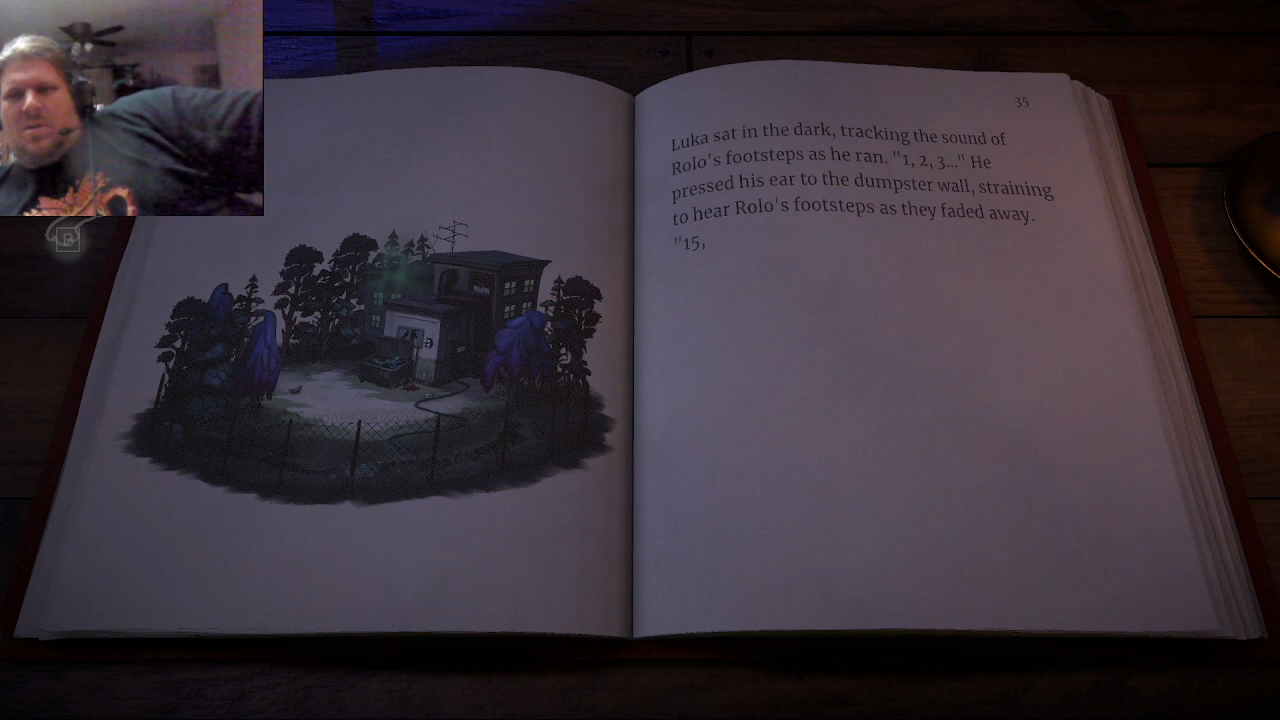 35
Luka sat in the dark, tracking the sound of
Rolo's footsteps as he ran. "1, 2, 3..." He
pressed his ear to the dumpster wall, straining
to hear Rolo's footsteps as they faded away.
"15,
B